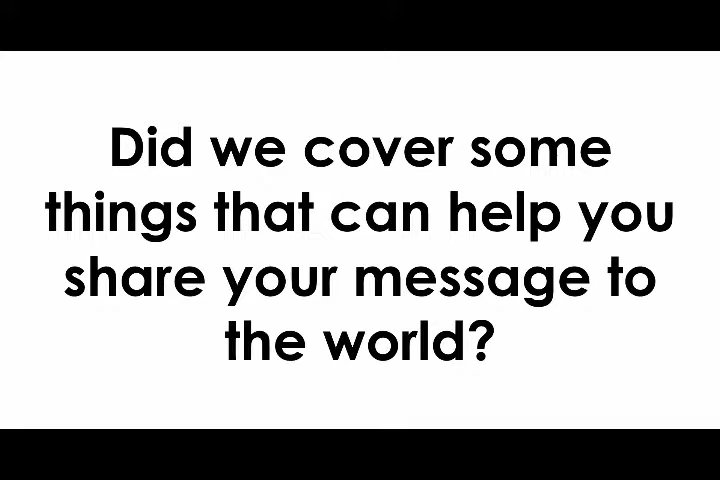 Did we cover some
things that can help you
share your message to
the world?